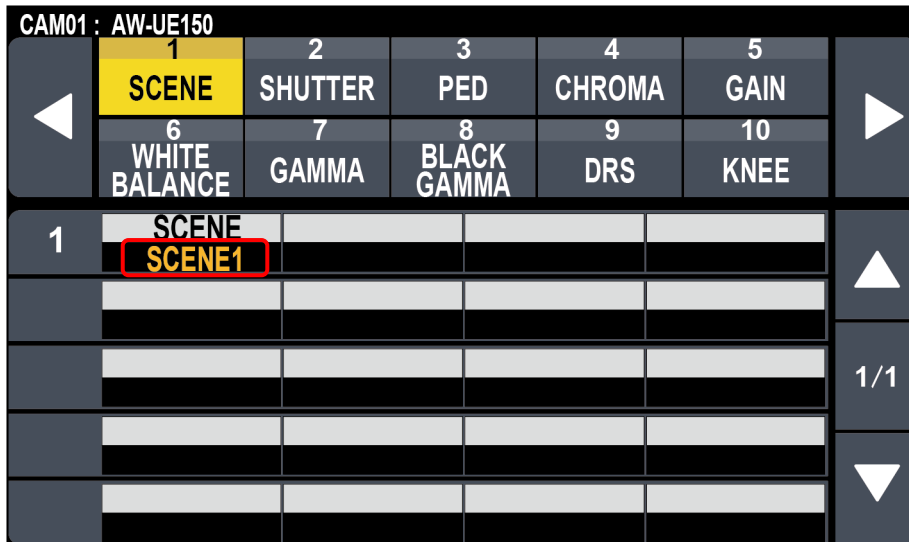 CAM01 : AW-UE150
1 2 3 4 5
SCENE SHUTTER PED CHROMA GAIN
6 7 8 9 10
WHITE BALANCE GAMMA BLACK GAMMA DRS KNEE
1 SCENE
SCENE1
1/1